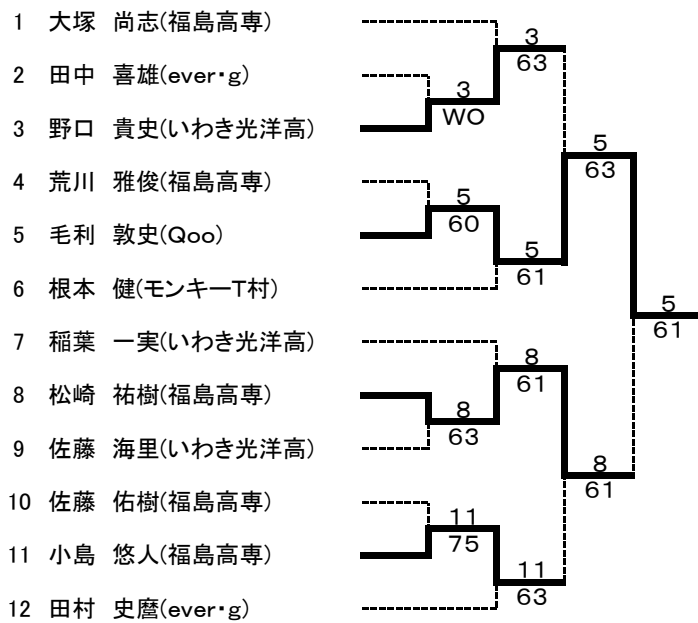 1 大塚 尚志(福島高専)
2 田中 喜雄(ever・g)
3 野口 貴史(いわき光洋高)
4 荒川 雅俊(福島高専)
5 毛利 敦史(Qoo)
6 根本 健(モンキーT村)
7 稲葉 一実(いわき光洋高)
8 松崎 祐樹(福島高専)
9 佐藤 海里(いわき光洋高)
10 佐藤 佑樹(福島高専)
11 小島 悠人(福島高専)
12 田村 史麿(ever・g)
3
WO
5
60
8
63
11
75
3
63
5
61
8
61
11
63
5
63
8
61
5
61